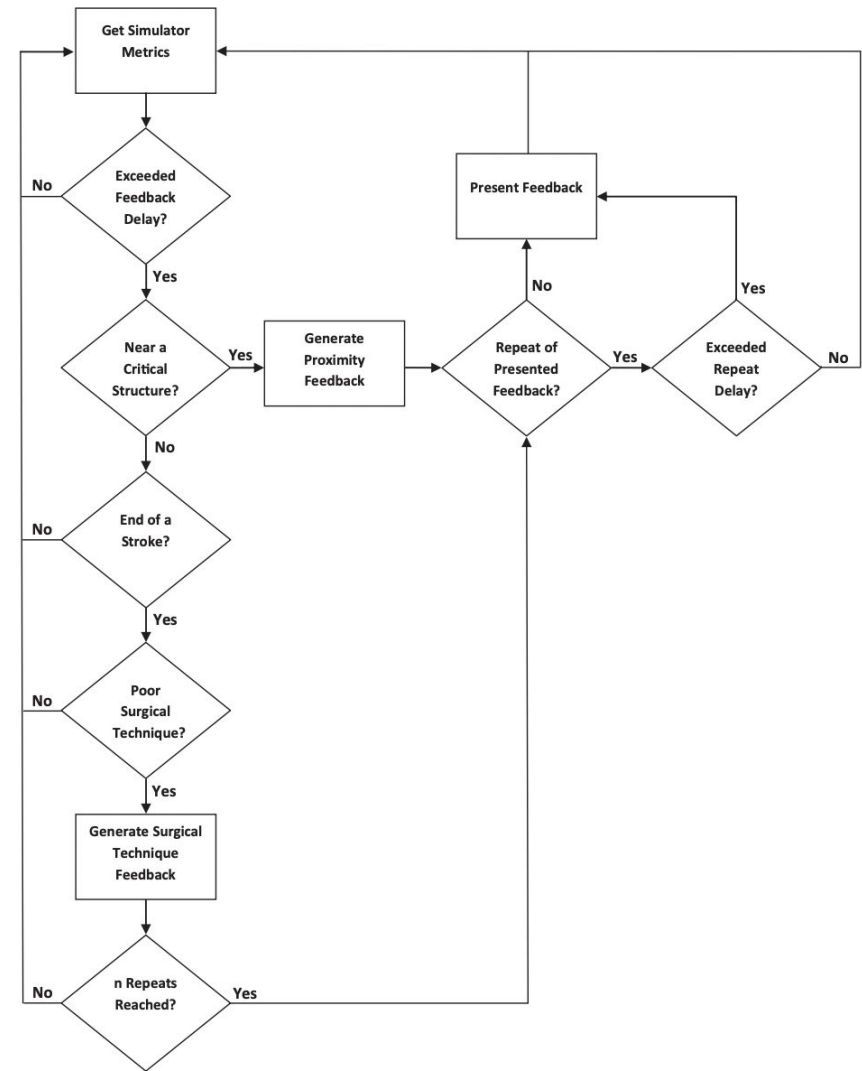 Get Simulator
Metrics
No
Exceeded
Feedback
Delay?
Yes
Present Feedback
No
Yes
Near a
Critical
Structure?
Yes
Generate
Proximity
Feedback
Repeat of
Presented
Feedback?
Yes
Exceeded
Repeat
Delay?
No
No
No
End of a
Stroke?
Yes
No
Poor
Surgical
Technique?
Yes
Generate Surgical
Technique
Feedback
No
n Repeats
Reached?
Yes